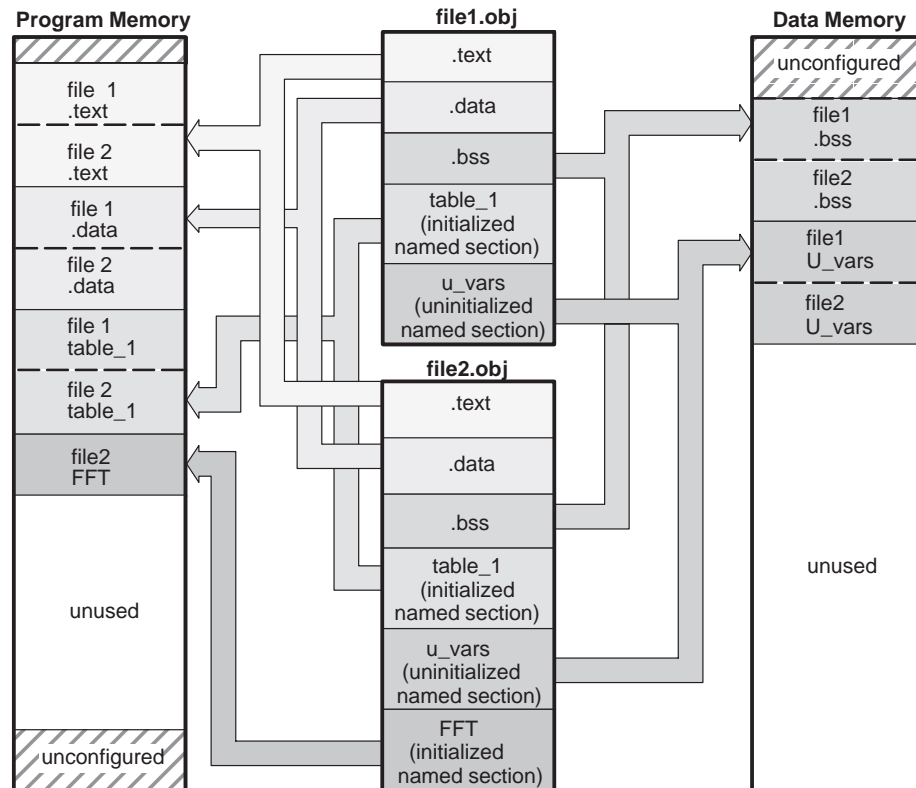 Program Memory
file 1
.text
file 2
.text
file 1
.data
file 2
.data
file 1
table_1
file 2
table_1
file2
FFT
unused
unconfigured
file1.obj
.text
.data
.bss
table_1
(initialized
named section)
u_vars
(uninitialized
named section)
file2.obj
.text
.data
.bss
table_1
(initialized
named section)
u_vars
(uninitialized
named section)
FFT
(initialized
named section)
Data Memory
unconfigured
file1
.bss
file2
.bss
file1
U_vars
file2
U_vars
unused